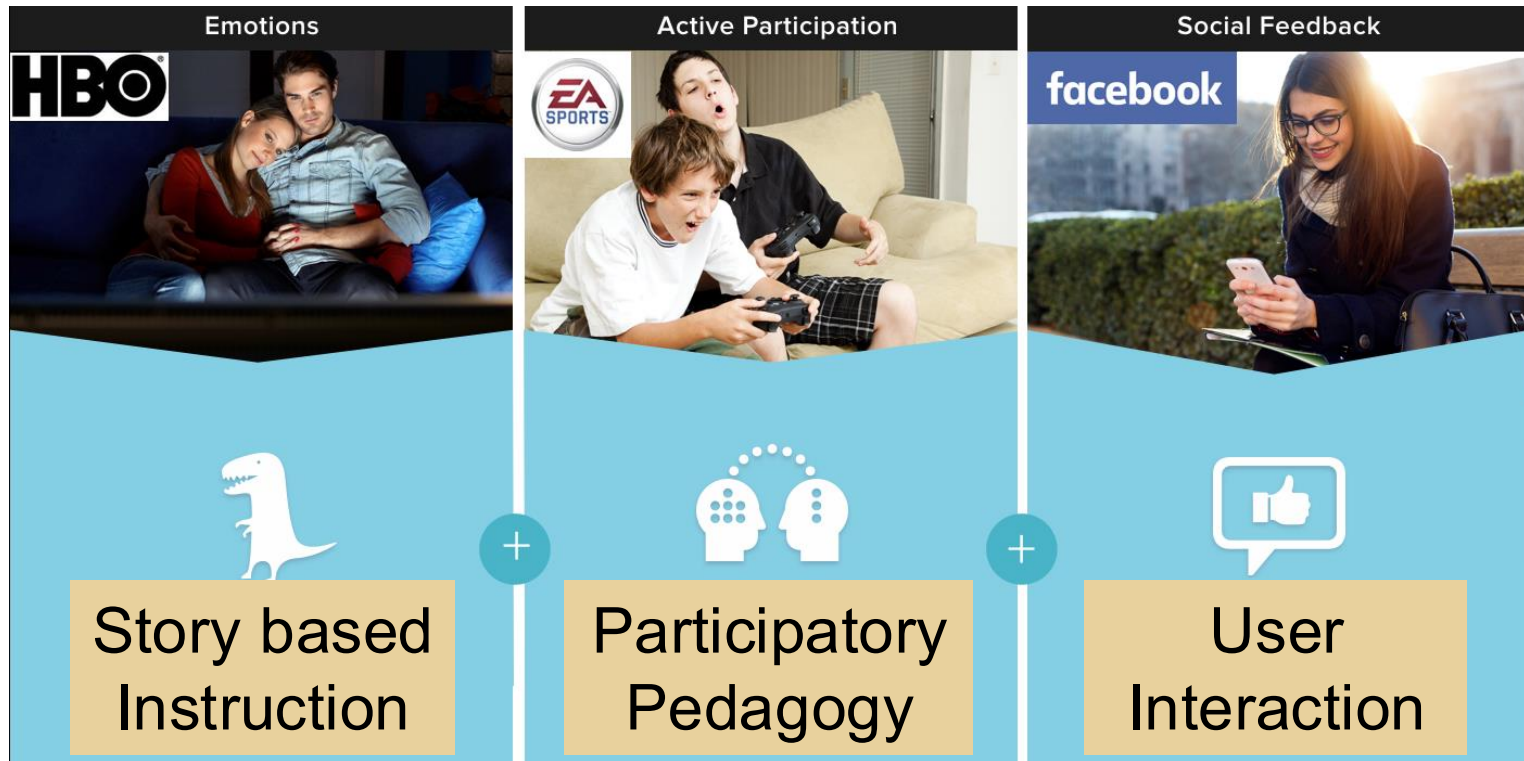 Emotions
HBO
Story based
Instruction
Active Participation
EA
SPORTS
Participatory
Pedagogy
Social Feedback
facebook
User
Interaction